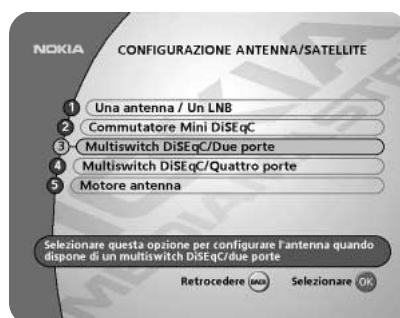 NOKIA
CONFIGURAZIONE ANTENNA/SATELLITE
1 Una antenna / Un LNB
2 Commutatore Mini DiSEqC
3 Multiswitch DiSEqC/Due porte
4 Multiswitch DiSEqC/Quattro porte
5 Motore antenna
Selezionare questa opzione per configurare l'antenna quando
dispone di un multiswitch DiSEqC/due porte
Retrocedere BACK Selezionare OK